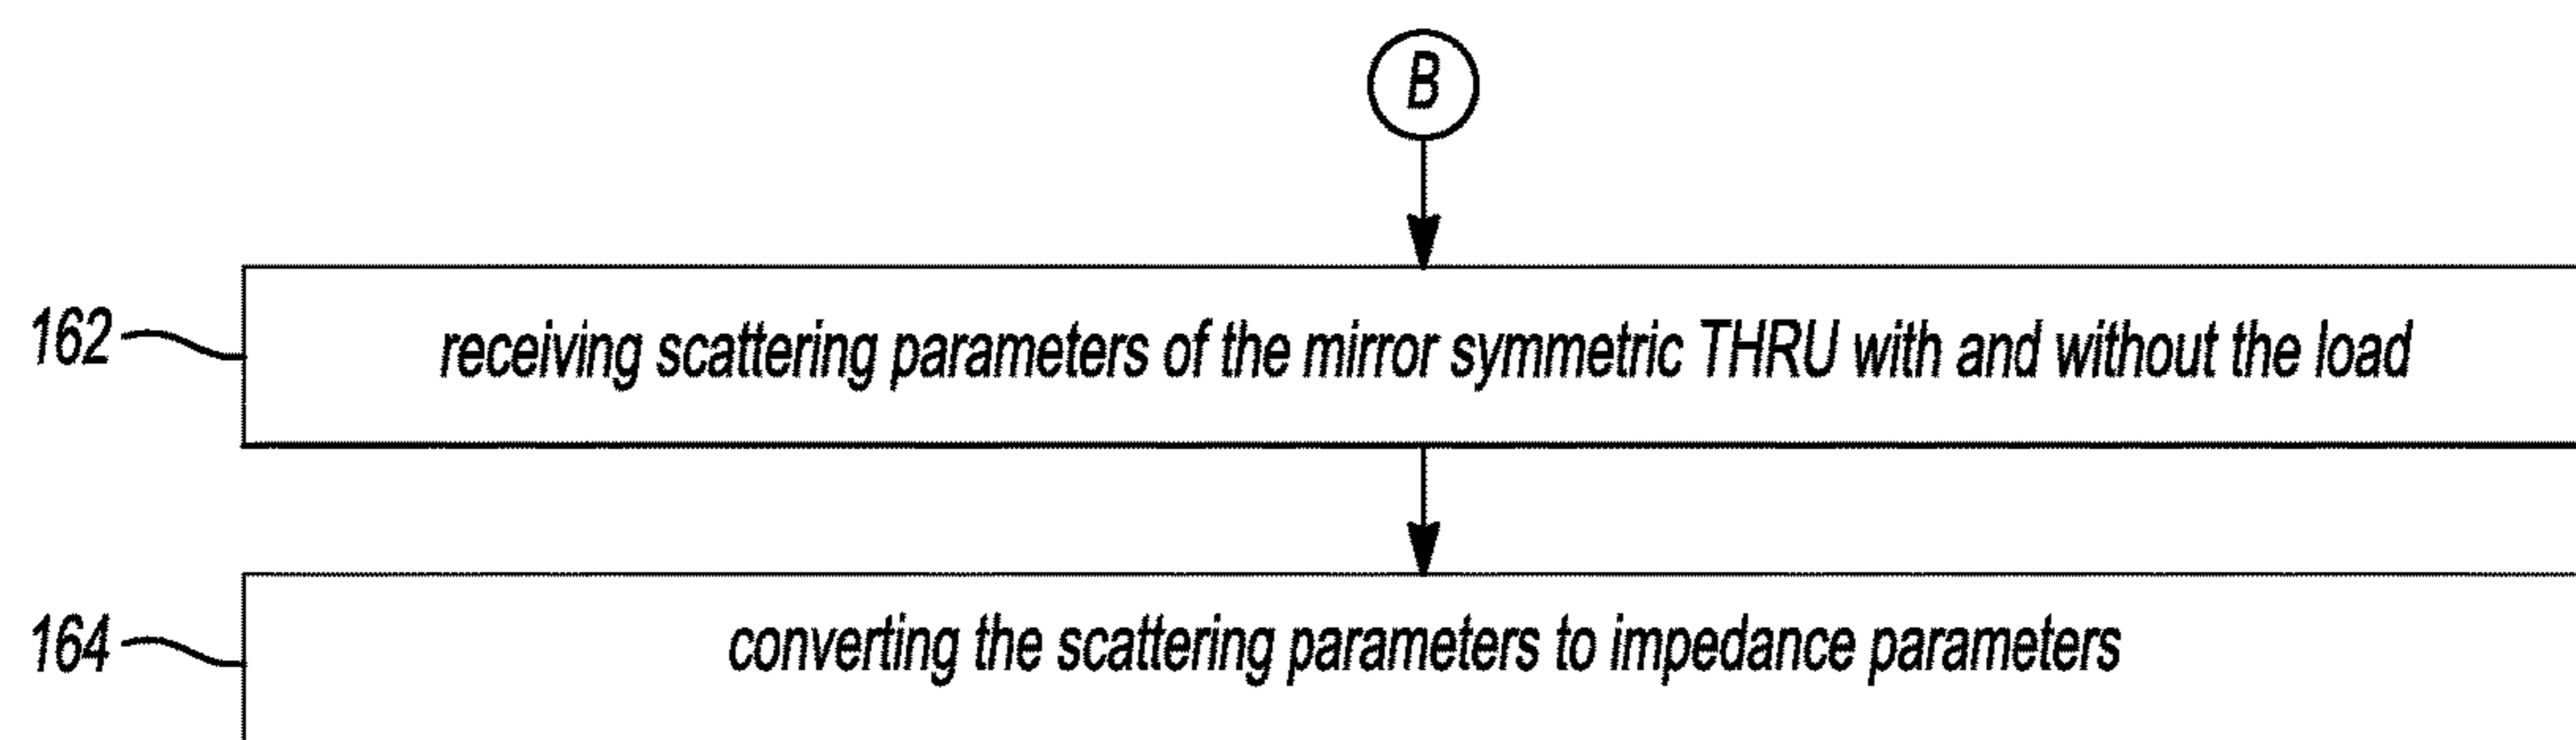 B
162
receiving scattering parameters of the mirror symmetric THRU with and without the load
164
converting the scattering parameters to impedance parameters